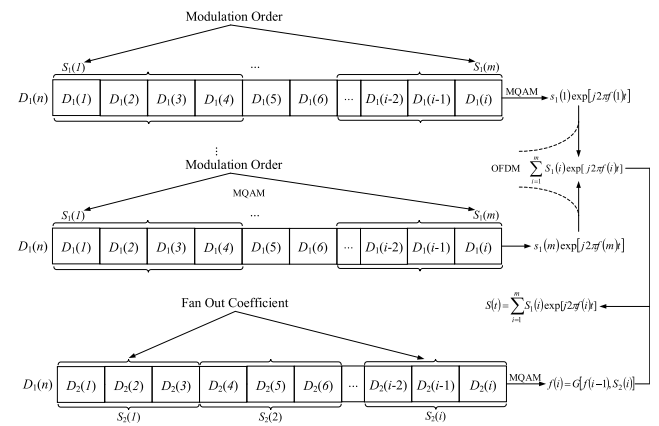 Modulation Order
S₁(1) ... S₁(m)
D₁(n) D₁(1) D₁(2) D₁(3) D₁(4) D₁(5) D₁(6) ... D₁(i-2) D₁(i-1) D₁(i) MQAM s₁(1)exp[j2πf(1)t]
⋮
OFDM ∑ᵢ₌₁ᵐ S₁(i)exp[j2πf(i)t]
Modulation Order
MQAM
S₁(1) ... S₁(m)
D₁(n) D₁(1) D₁(2) D₁(3) D₁(4) D₁(5) D₁(6) ... D₁(i-2) D₁(i-1) D₁(i) s₁(m)exp[j2πf(m)t]
Fan Out Coefficient
S(t)=∑ᵢ₌₁ᵐ S₁(i)exp[j2πf(i)t]
D₁(n) D₂(1) D₂(2) D₂(3) D₂(4) D₂(5) D₂(6) ... D₂(i-2) D₂(i-1) D₂(i) MQAM f(i)=G[f(i−1),S₂(i)]
S₂(1) S₂(2) S₂(i)